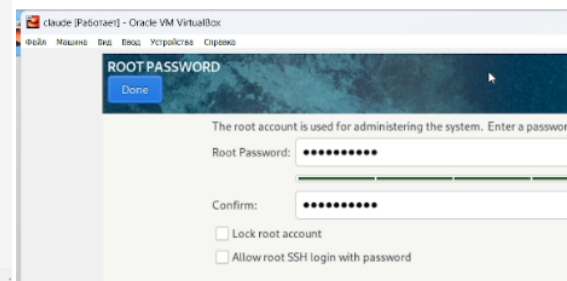 claude [Работает] - Oracle VM VirtualBox
Файл Машина Вид Ввод Устройства Справка
ROOT PASSWORD
Done
The root account is used for administering the system. Enter a passwor
Root Password: ••••••••••
Confirm: ••••••••••
Lock root account
Allow root SSH login with password